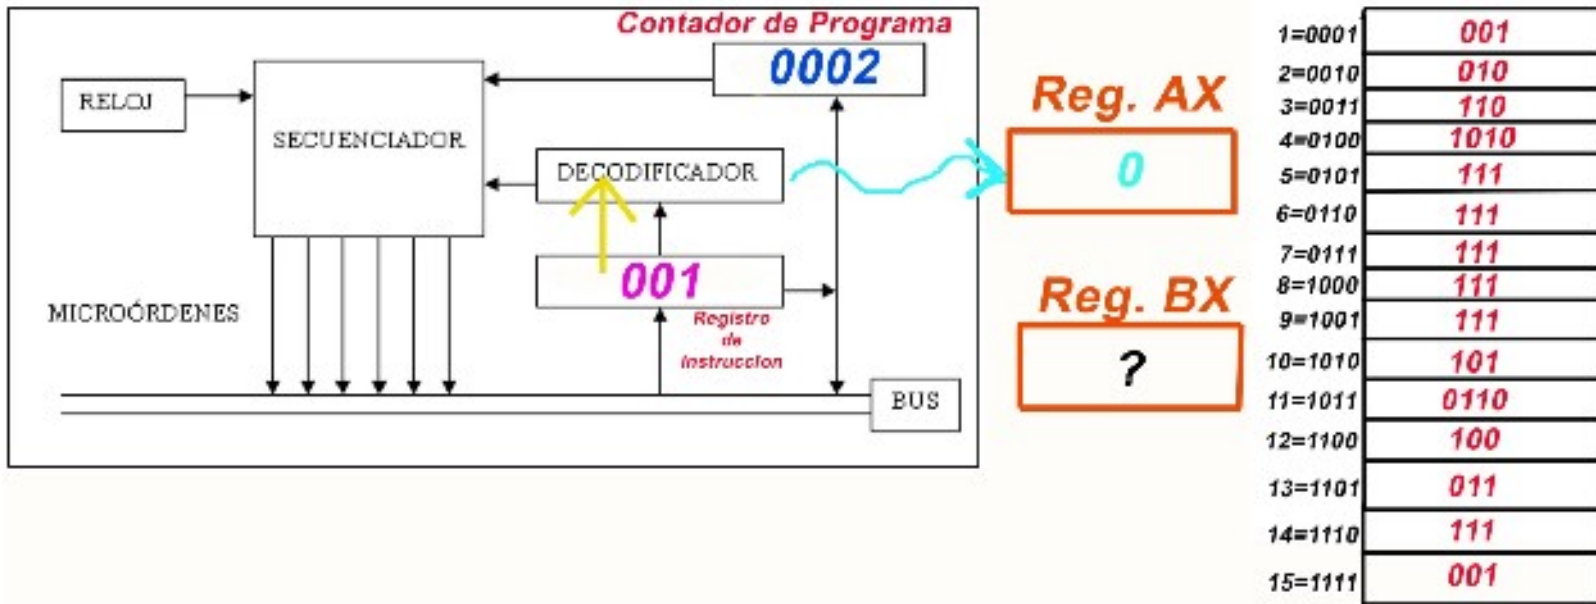 Contador de Programa
0002
RELOJ
SECUENCIADOR
DECODIFICADOR
001
Registro
de
Instruccion
MICROÓRDENES
BUS
Reg. AX
0
Reg. BX
?
1=0001 001
2=0010 010
3=0011 110
4=0100 1010
5=0101 111
6=0110 111
7=0111 111
8=1000 111
9=1001 111
10=1010 101
11=1011 0110
12=1100 100
13=1101 011
14=1110 111
15=1111 001